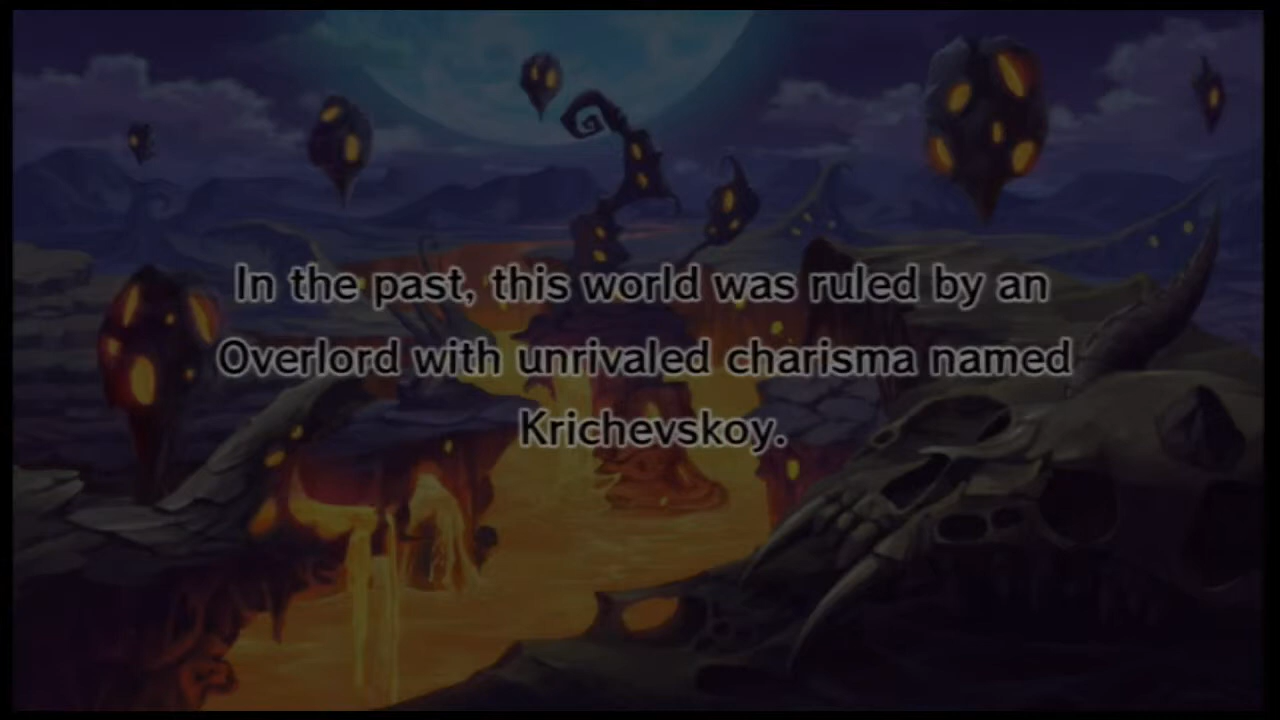 In the past, this world was ruled by an
Overlord with unrivaled charisma named
Krichevskoy.